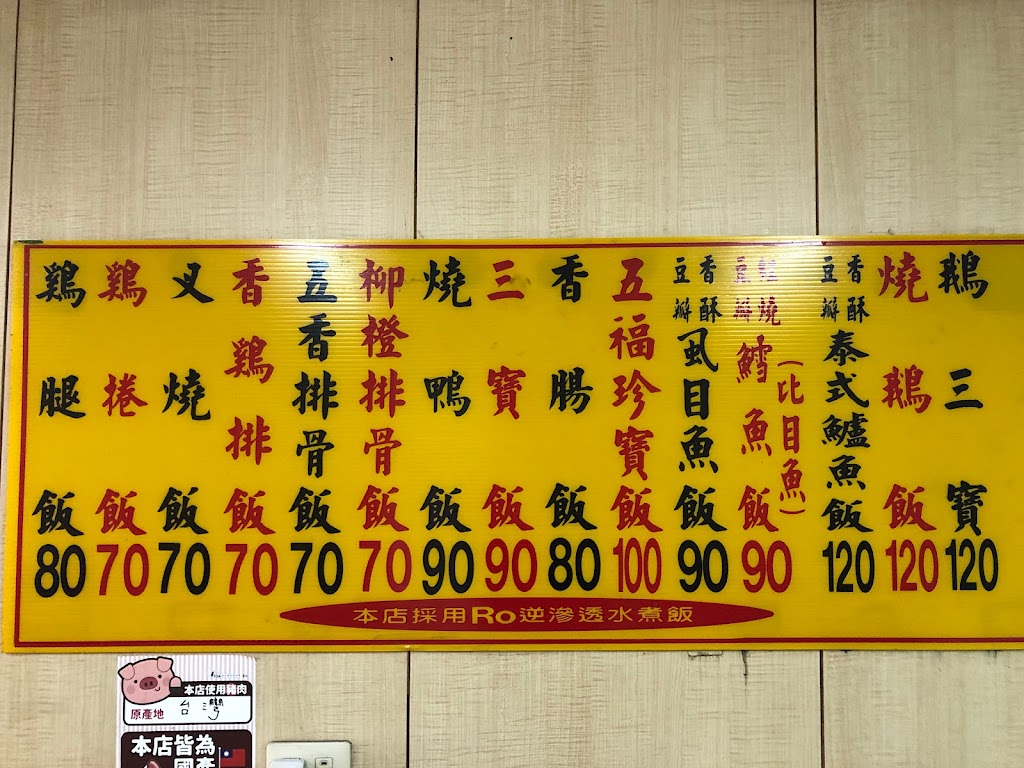 鷄腿飯80
鷄捲飯70
叉燒飯70
香鷄排飯70
五香排骨飯70
柳橙排骨飯70
燒鴨飯90
三寶飯90
香腸飯80
五福珍寶飯100
香酥
豆瓣
虱目魚飯90
紅燒
豆瓣
鱈魚飯90
(比目魚)
香酥
豆瓣
泰式鱸魚飯120
燒鵝飯120
鵝三寶120
本店採用Ro逆滲透水煮飯
本店使用豬肉
原產地 台灣
本店皆為
國產